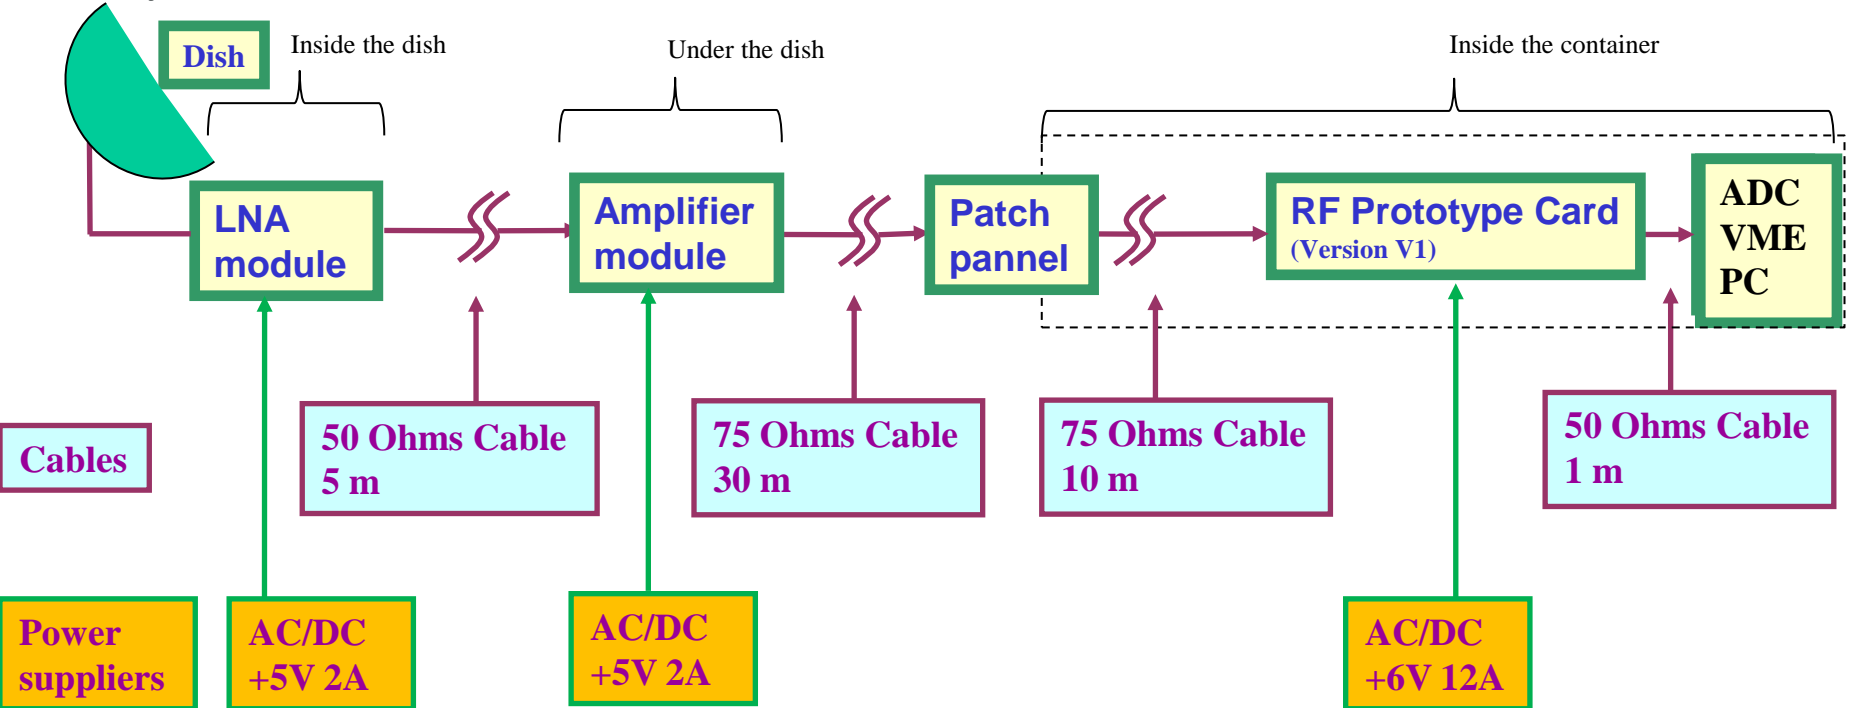 Dish
Inside the dish
Under the dish
Inside the container
LNA
module
Amplifier
module
Patch
pannel
RF Prototype Card
(Version V1)
ADC
VME
PC
Cables
50 Ohms Cable
5 m
75 Ohms Cable
30 m
75 Ohms Cable
10 m
50 Ohms Cable
1 m
Power
suppliers
AC/DC
+5V 2A
AC/DC
+5V 2A
AC/DC
+6V 12A